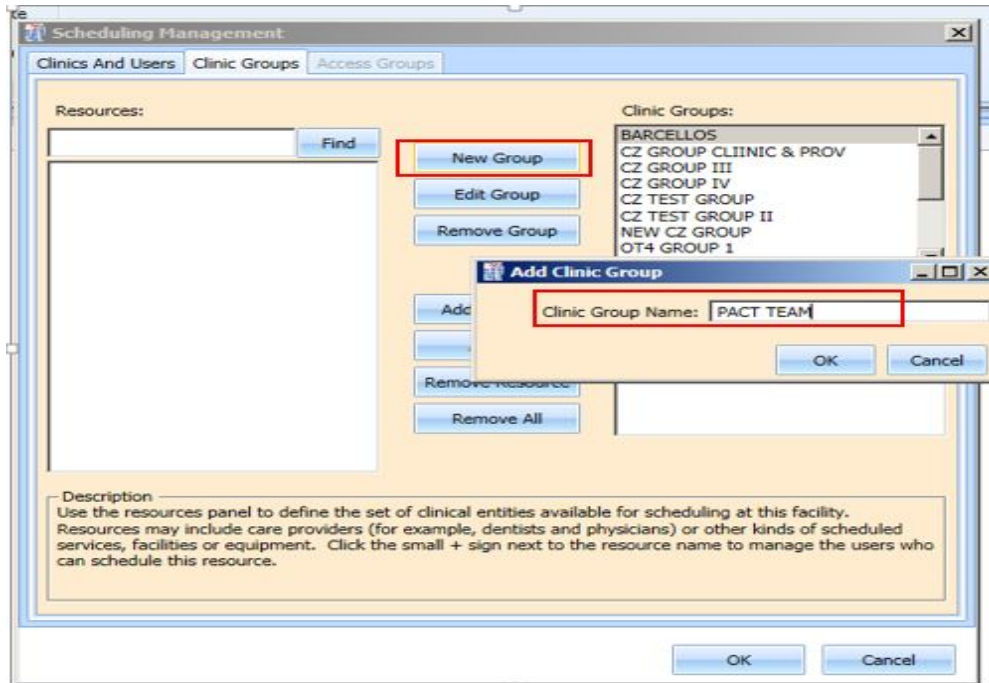 Scheduling Management
Clinics And Users Clinic Groups Access Groups
Resources:
Find
New Group
Edit Group
Remove Group
Add
Remove Resource
Remove All
Clinic Groups:
BARCELLOS
CZ GROUP CLIINIC & PROV
CZ GROUP III
CZ GROUP IV
CZ TEST GROUP
CZ TEST GROUP II
NEW CZ GROUP
OT4 GROUP 1
Add Clinic Group
Clinic Group Name: PACT TEAM
OK Cancel
Description
Use the resources panel to define the set of clinical entities available for scheduling at this facility.
Resources may include care providers (for example, dentists and physicians) or other kinds of scheduled
services, facilities or equipment. Click the small + sign next to the resource name to manage the users who
can schedule this resource.
OK Cancel